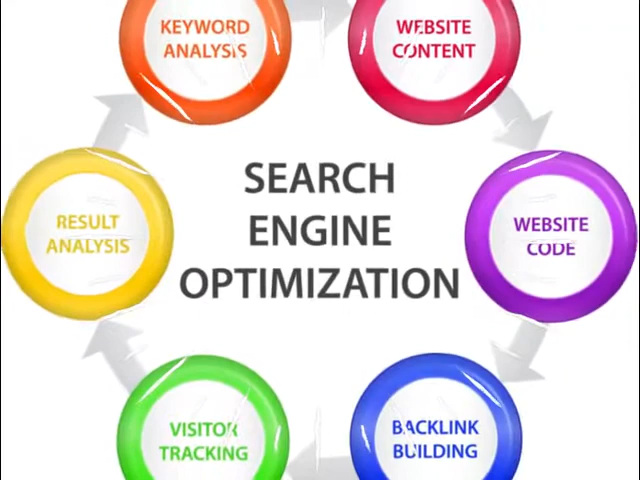 KEYWORD
ANALYSIS
WEBSITE
CONTENT
SEARCH
ENGINE
OPTIMIZATION
RESULT
ANALYSIS
WEBSITE
CODE
VISITOR
TRACKING
BACKLINK
BUILDING